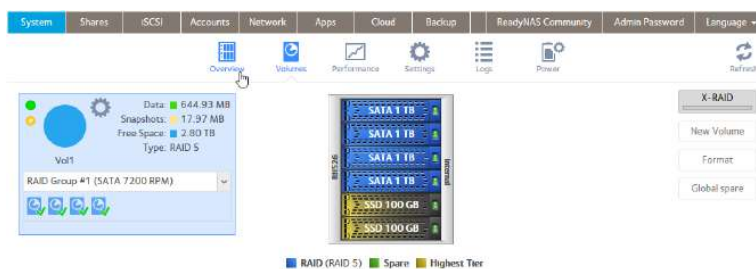 System Shares iSCSI Accounts Network Apps Cloud Backup ReadyNAS Community Admin Password Language
Overview Volumes Performance Settings Logs Power Refresh
Data: 644.93 MB
Snapshots: 17.97 MB
Free Space: 2.80 TB
Type: RAID 5
Vol1
RAID Group #1 (SATA 7200 RPM)
SATA 1 TB
SATA 1 TB
SATA 1 TB
SATA 1 TB
SSD 100 GB
SSD 100 GB
Internal
RAID (RAID 5) Spare Highest Tier
X-RAID
New Volume
Format
Global spare